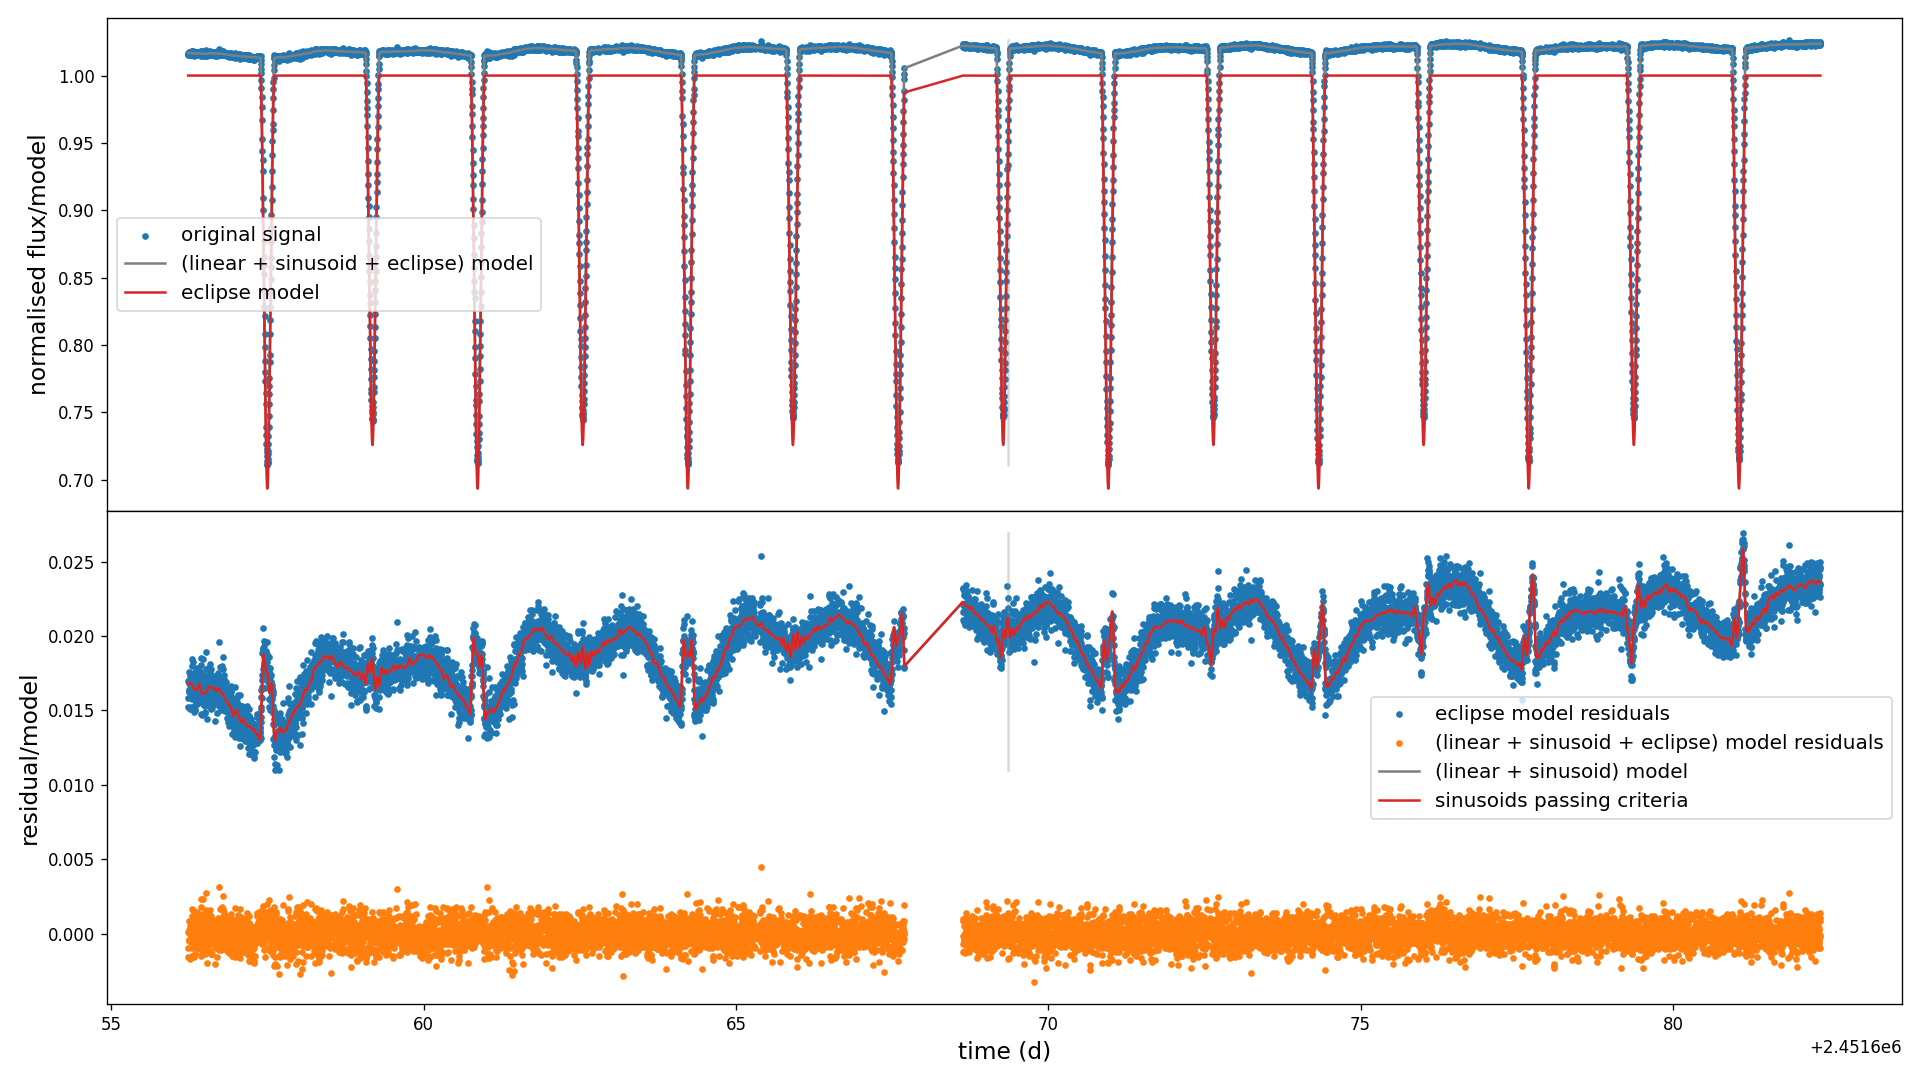 normalised flux/model
1.00
0.95
0.90
0.85
0.80
0.75
0.70
original signal
(linear + sinusoid + eclipse) model
eclipse model
residual/model
0.025
0.020
0.015
0.010
0.005
0.000
eclipse model residuals
(linear + sinusoid + eclipse) model residuals
(linear + sinusoid) model
sinusoids passing criteria
55 60 65 70 75 80
time (d)
+2.4516e6